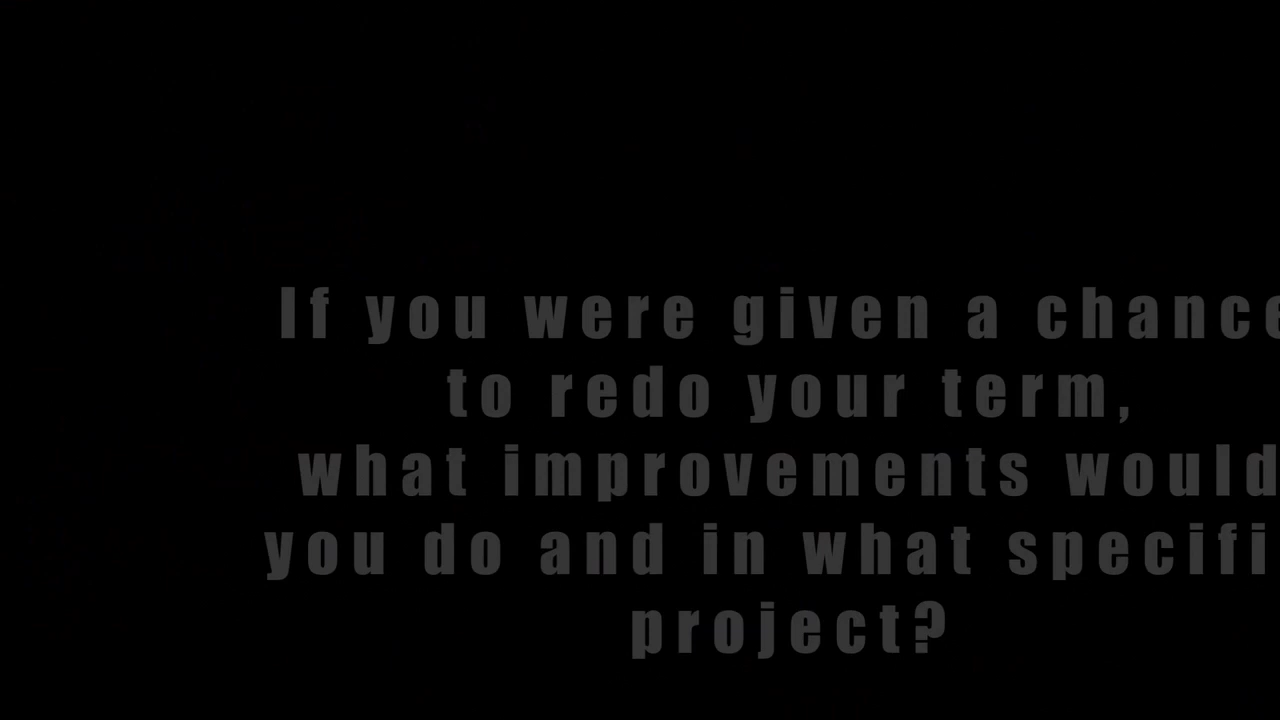 If you were given a chance
to redo your term,
what improvements would
you do and in what specifi
project?